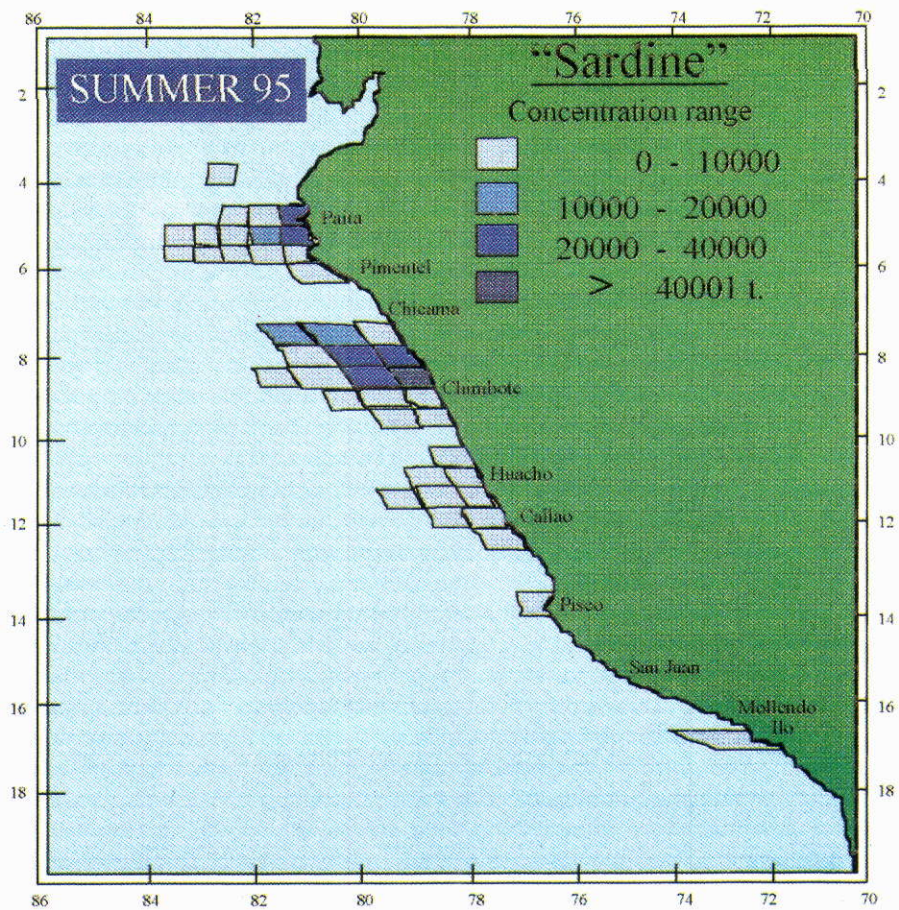 86 84 82 80 78 76 74 72 70
SUMMER 95
"Sardine"
Concentration range
0 - 10000
10000 - 20000
20000 - 40000
> 40001 t.
2 2
4 4
6 6
8 8
10 10
12 12
14 14
16 16
18 18
Paita
Pimentel
Chicama
Chimbote
Huacho
Callao
Pisco
San Juan
Mollendo
Ilo
86 84 82 80 78 76 74 72 70